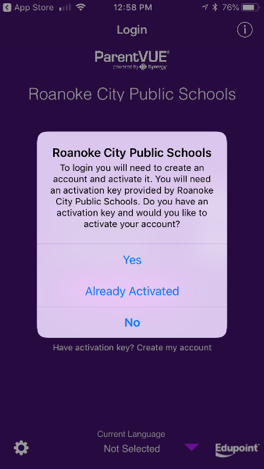 App Store 12:58 PM 76%
Login
ParentVUE®
powered by Synergy
Roanoke City Public Schools
Roanoke City Public Schools
To login you will need to create an
account and activate it. You will need
an activation key provided by Roanoke
City Public Schools. Do you have an
activation key and would you like to
activate your account?
Yes
Already Activated
No
Have activation key? Create my account
Current Language
Not Selected
Edupoint